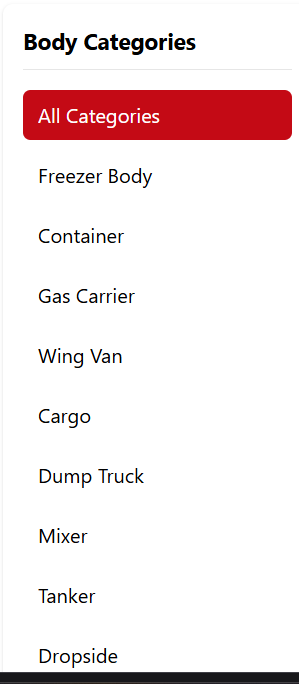 Body Categories
All Categories
Freezer Body
Container
Gas Carrier
Wing Van
Cargo
Dump Truck
Mixer
Tanker
Dropside